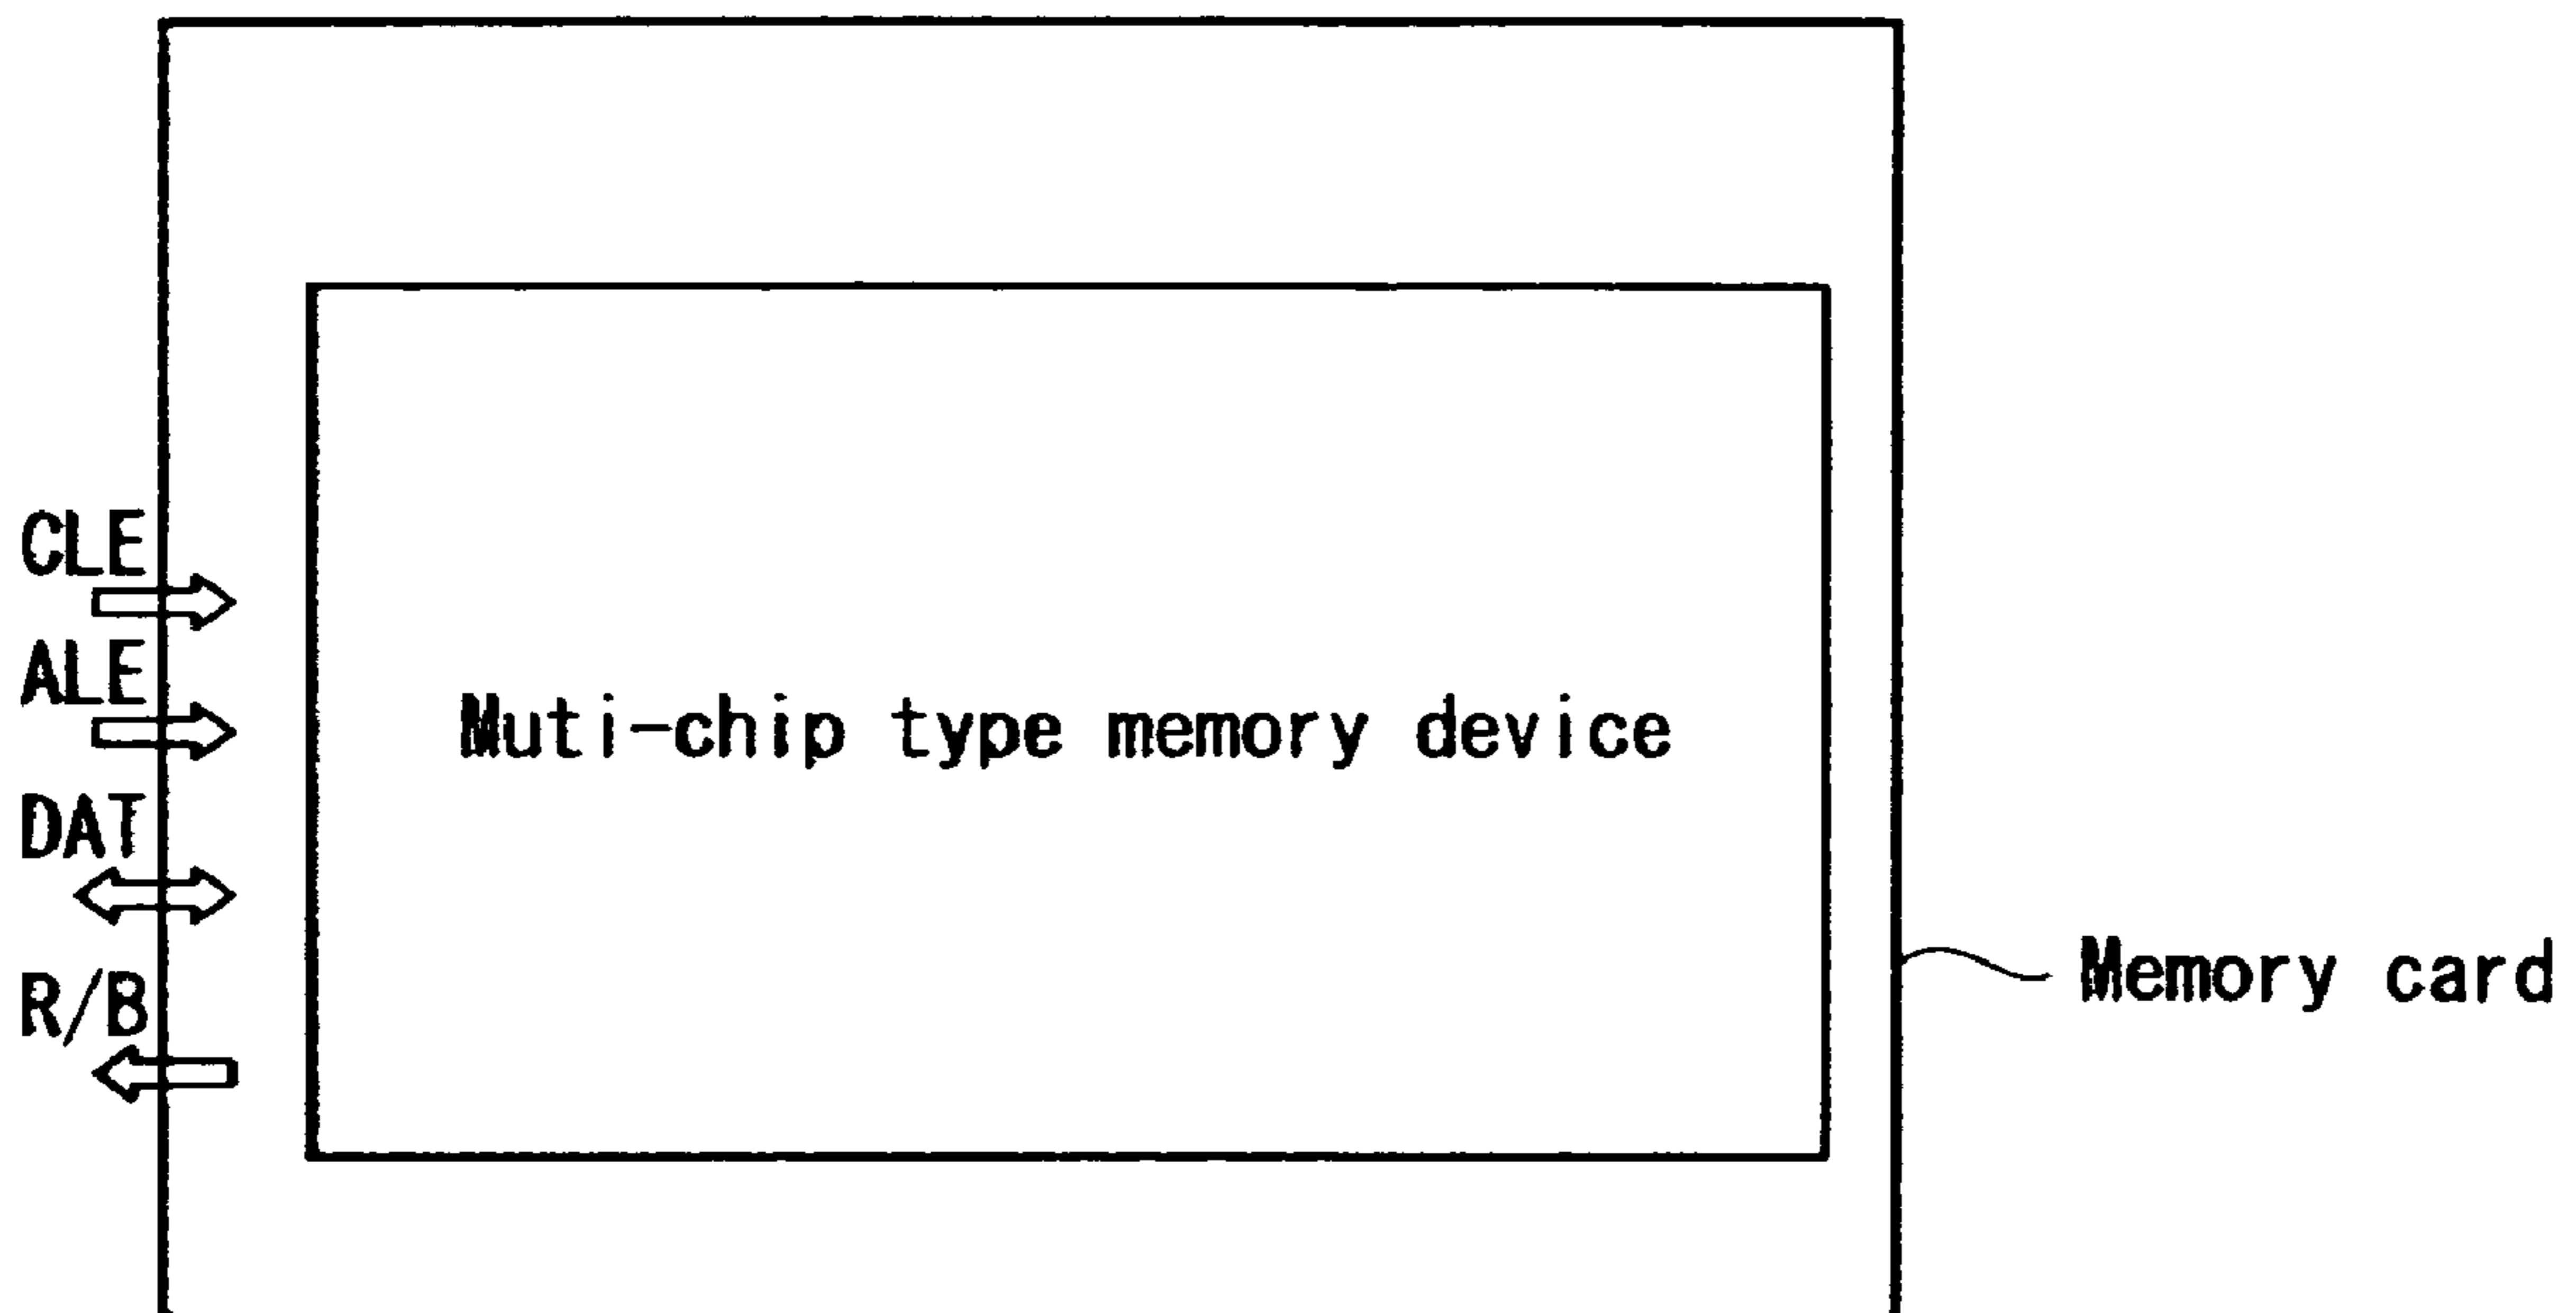 CLE
ALE
Muti-chip type memory device
DAT
R/B
Memory card